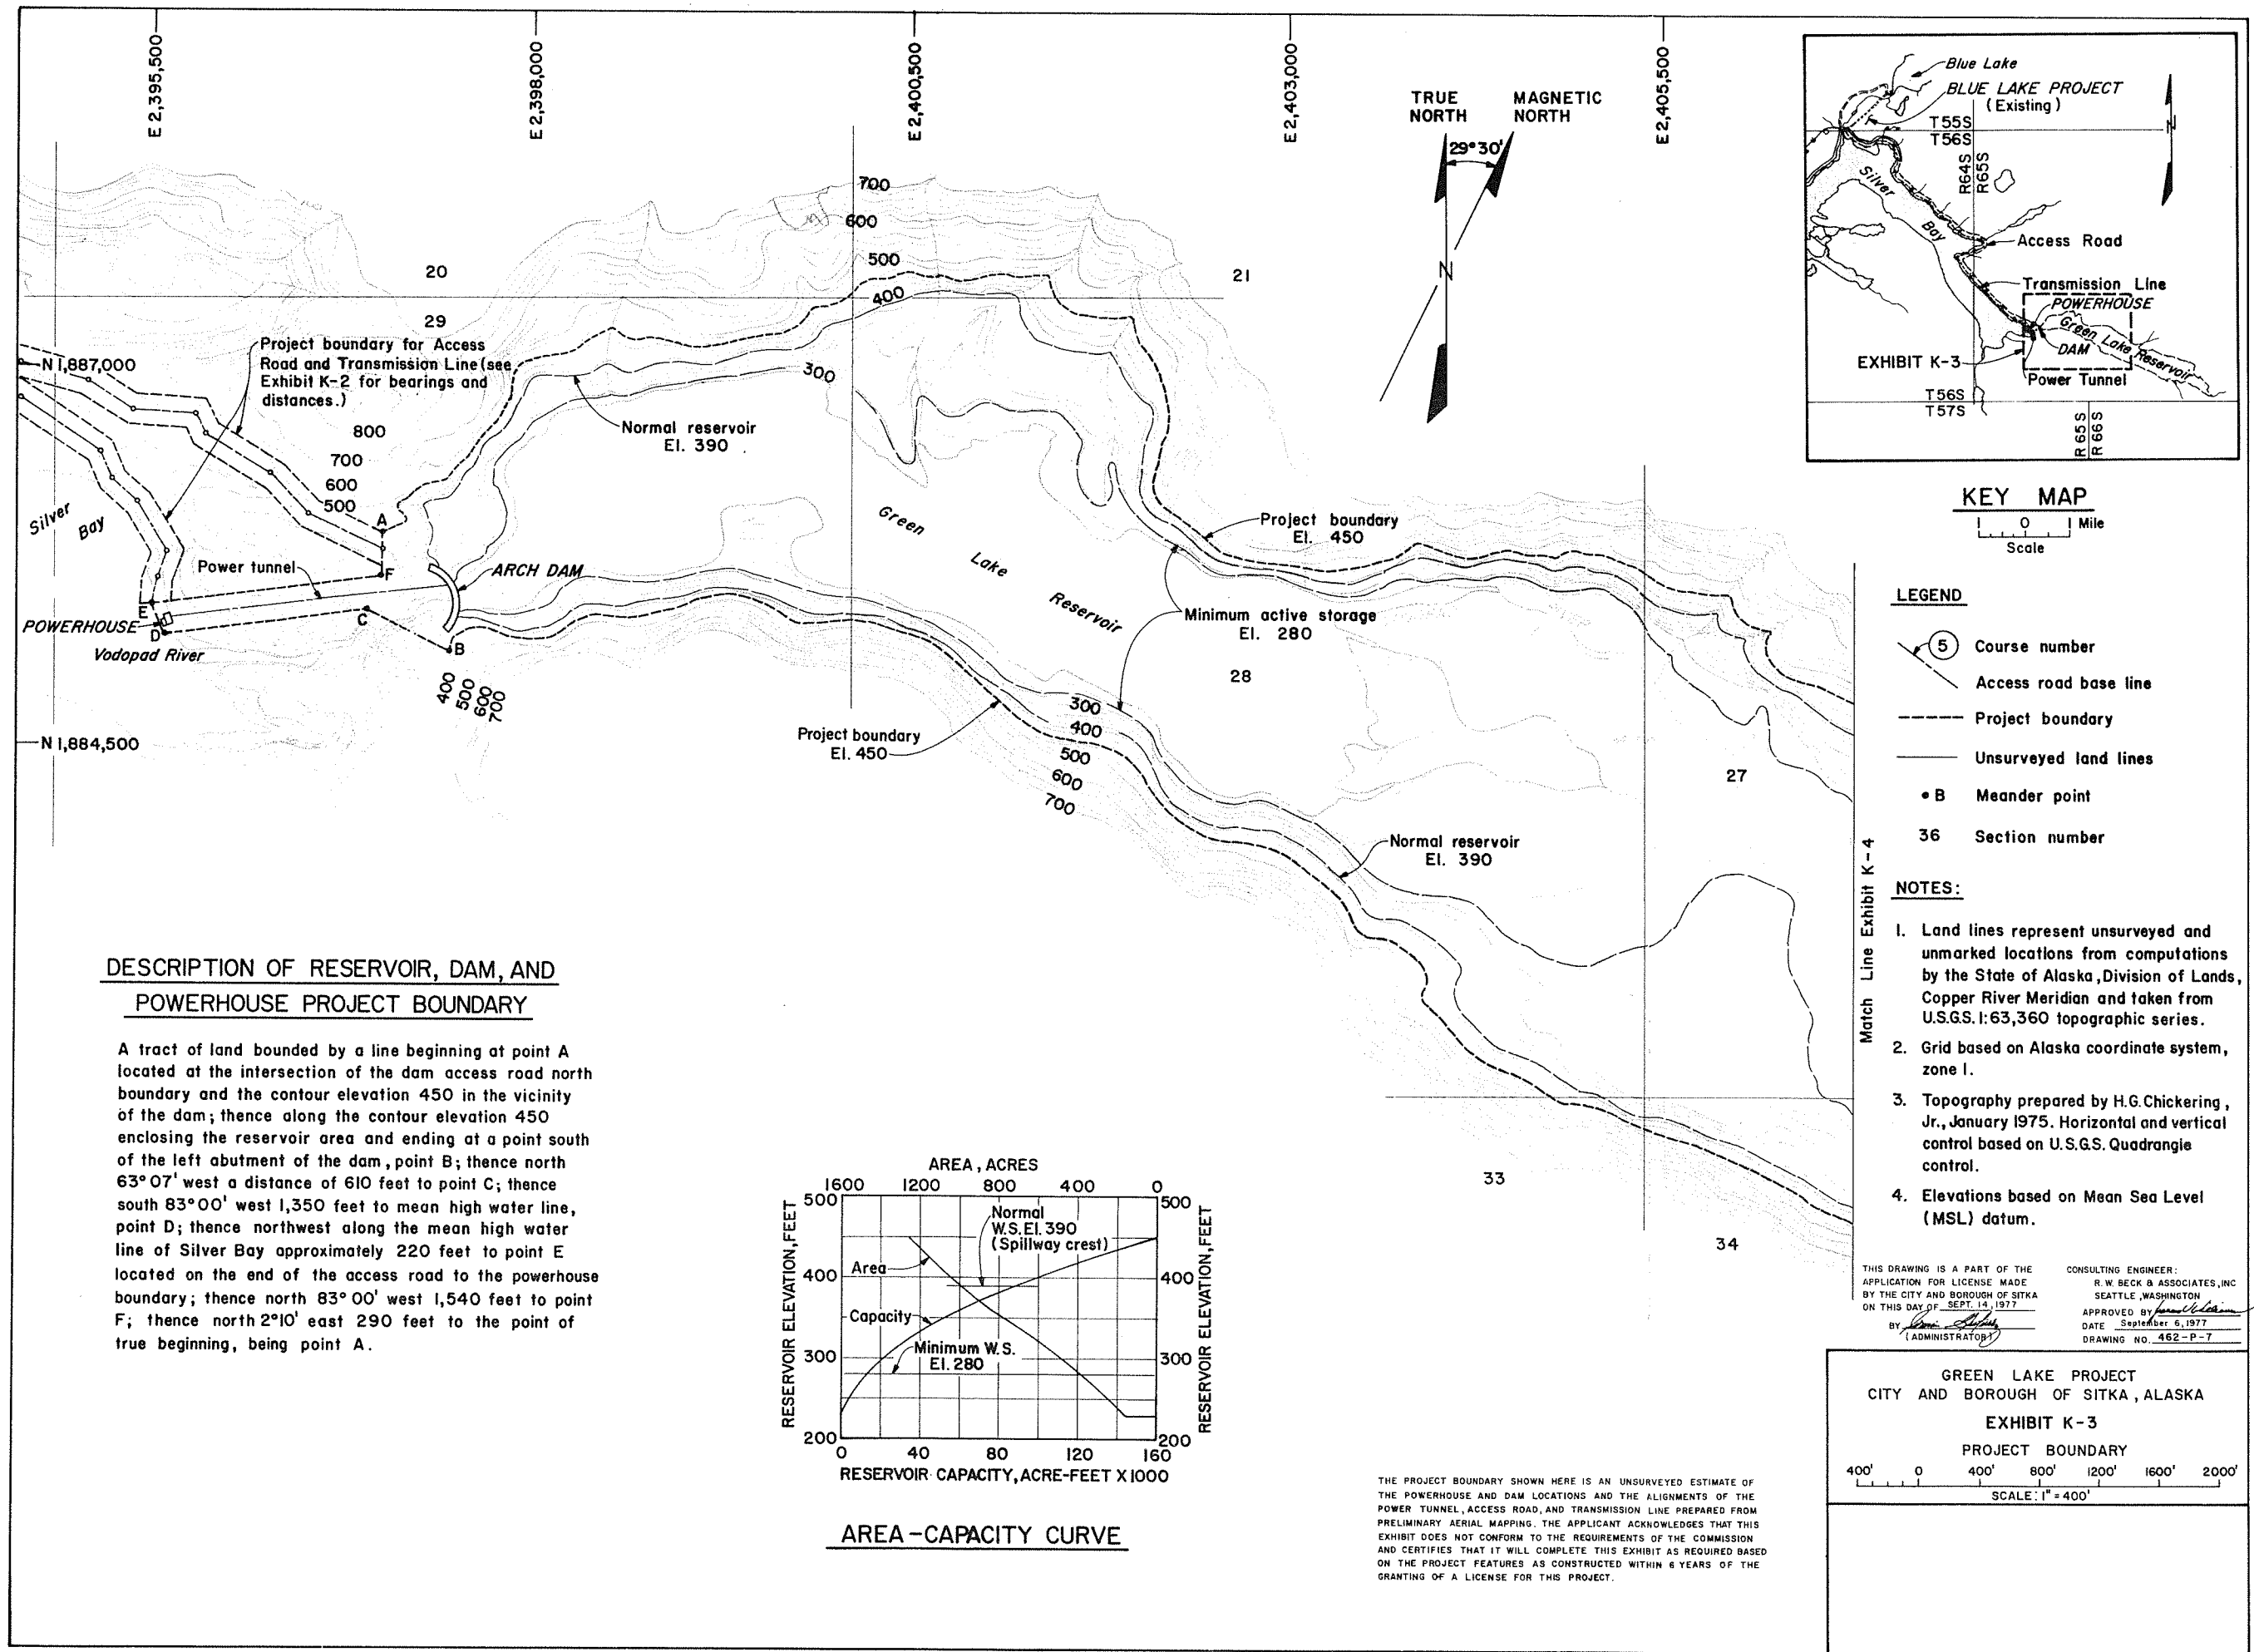 E 2,395,500
E 2,398,000
E 2,400,500
E 2,403,000
E 2,405,500
TRUE
NORTH
MAGNETIC
NORTH
29°30'
N
Blue Lake
BLUE LAKE PROJECT
(Existing)
T55S
T56S
R64S
R65S
N
Silver
Bay
Access Road
Transmission Line
POWERHOUSE
Green Lake Reservoir
DAM
EXHIBIT K-3
Power Tunnel
T56S
T57S
R65S
R66S
KEY MAP
1 0 1 Mile
Scale
700
600
500
400
300
20
21
29
Project boundary for Access
Road and Transmission Line (see
Exhibit K-2 for bearings and
distances.)
N 1,887,000
800
700
600
500
Normal reservoir
El. 390
Silver
Bay
A
Power tunnel
F
ARCH DAM
E
POWERHOUSE
D
C
B
Vodopad River
400
500
600
700
N 1,884,500
Green
Lake
Reservoir
Project boundary
El. 450
Minimum active storage
El. 280
28
Project boundary
El. 450
300
400
500
600
700
27
Normal reservoir
El. 390
33
34
Match Line Exhibit K-4
LEGEND
5 Course number
Access road base line
Project boundary
Unsurveyed land lines
• B Meander point
36 Section number
NOTES:
1. Land lines represent unsurveyed and
unmarked locations from computations
by the State of Alaska, Division of Lands,
Copper River Meridian and taken from
U.S.G.S. 1:63,360 topographic series.
2. Grid based on Alaska coordinate system,
zone 1.
3. Topography prepared by H.G. Chickering,
Jr., January 1975. Horizontal and vertical
control based on U.S.G.S. Quadrangle
control.
4. Elevations based on Mean Sea Level
(MSL) datum.
DESCRIPTION OF RESERVOIR, DAM, AND
POWERHOUSE PROJECT BOUNDARY
A tract of land bounded by a line beginning at point A
located at the intersection of the dam access road north
boundary and the contour elevation 450 in the vicinity
of the dam; thence along the contour elevation 450
enclosing the reservoir area and ending at a point south
of the left abutment of the dam, point B; thence north
63°07' west a distance of 610 feet to point C; thence
south 83°00' west 1,350 feet to mean high water line,
point D; thence northwest along the mean high water
line of Silver Bay approximately 220 feet to point E
located on the end of the access road to the powerhouse
boundary; thence north 83°00' west 1,540 feet to point
F; thence north 2°10' east 290 feet to the point of
true beginning, being point A.
AREA, ACRES
1600 1200 800 400 0
RESERVOIR ELEVATION, FEET
500
400
300
200
Normal
W.S. El. 390
(Spillway crest)
Area
Capacity
Minimum W.S.
El. 280
500
400
300
200
RESERVOIR ELEVATION, FEET
0 40 80 120 160
RESERVOIR CAPACITY, ACRE-FEET X 1000
AREA-CAPACITY CURVE
THE PROJECT BOUNDARY SHOWN HERE IS AN UNSURVEYED ESTIMATE OF
THE POWERHOUSE AND DAM LOCATIONS AND THE ALIGNMENTS OF THE
POWER TUNNEL, ACCESS ROAD, AND TRANSMISSION LINE PREPARED FROM
PRELIMINARY AERIAL MAPPING. THE APPLICANT ACKNOWLEDGES THAT THIS
EXHIBIT DOES NOT CONFORM TO THE REQUIREMENTS OF THE COMMISSION
AND CERTIFIES THAT IT WILL COMPLETE THIS EXHIBIT AS REQUIRED BASED
ON THE PROJECT FEATURES AS CONSTRUCTED WITHIN 6 YEARS OF THE
GRANTING OF A LICENSE FOR THIS PROJECT.
THIS DRAWING IS A PART OF THE
APPLICATION FOR LICENSE MADE
BY THE CITY AND BOROUGH OF SITKA
ON THIS DAY OF SEPT. 14, 1977
BY
(ADMINISTRATOR)
CONSULTING ENGINEER:
R. W. BECK & ASSOCIATES, INC
SEATTLE, WASHINGTON
APPROVED BY
DATE September 6, 1977
DRAWING NO. 462-P-7
GREEN LAKE PROJECT
CITY AND BOROUGH OF SITKA, ALASKA
EXHIBIT K-3
PROJECT BOUNDARY
400' 0 400' 800' 1200' 1600' 2000'
SCALE: 1" = 400'